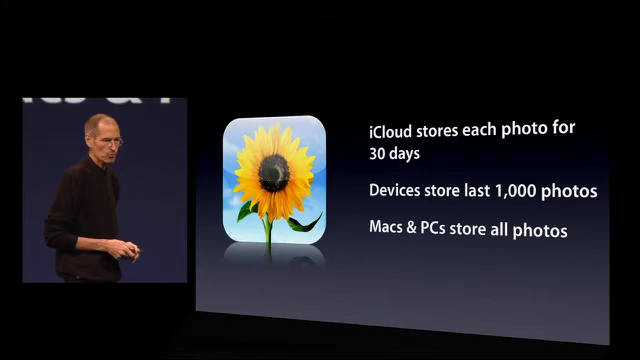 iCloud stores each photo for
30 days
Devices store last 1,000 photos
Macs & PCs store all photos